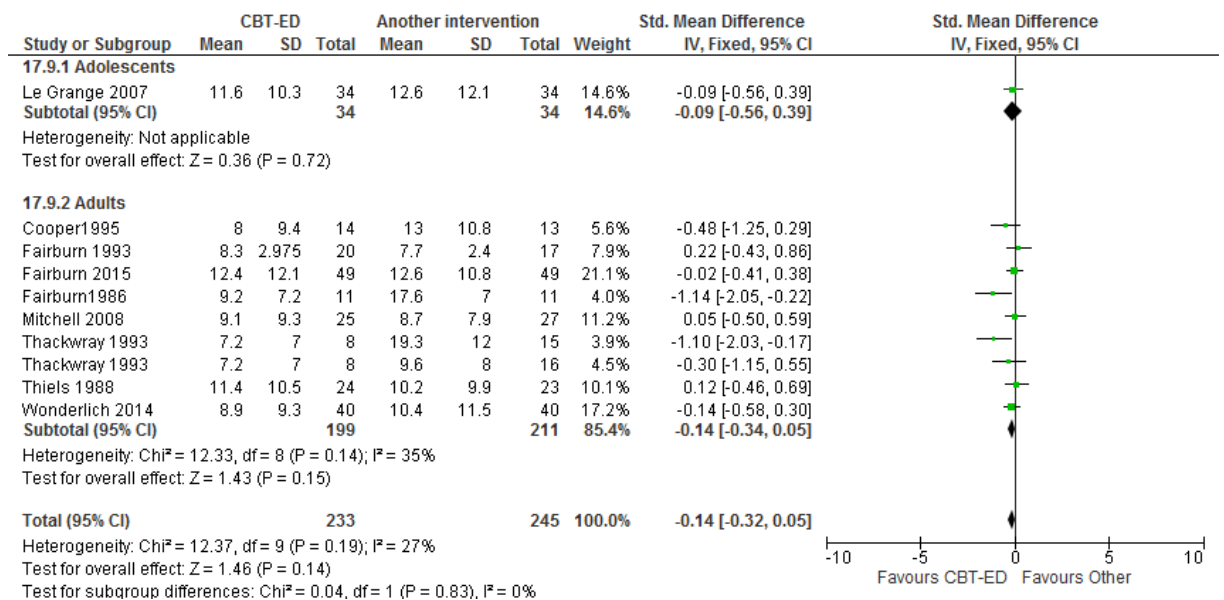 CBT-ED Another intervention Std. Mean Difference Std. Mean Difference
Study or Subgroup Mean SD Total Mean SD Total Weight IV, Fixed, 95% CI IV, Fixed, 95% CI
17.9.1 Adolescents
Le Grange 2007 11.6 10.3 34 12.6 12.1 34 14.6% -0.09 [-0.56, 0.39]
Subtotal (95% CI) 34 34 14.6% -0.09 [-0.56, 0.39]
Heterogeneity: Not applicable
Test for overall effect: Z = 0.36 (P = 0.72)
17.9.2 Adults
Cooper1995 8 9.4 14 13 10.8 13 5.6% -0.48 [-1.25, 0.29]
Fairburn 1993 8.3 2.975 20 7.7 2.4 17 7.9% 0.22 [-0.43, 0.86]
Fairburn 2015 12.4 12.1 49 12.6 10.8 49 21.1% -0.02 [-0.41, 0.38]
Fairburn1986 9.2 7.2 11 17.6 7 11 4.0% -1.14 [-2.05, -0.22]
Mitchell 2008 9.1 9.3 25 8.7 7.9 27 11.2% 0.05 [-0.50, 0.59]
Thackwray 1993 7.2 7 8 19.3 12 15 3.9% -1.10 [-2.03, -0.17]
Thackwray 1993 7.2 7 8 9.6 8 16 4.5% -0.30 [-1.15, 0.55]
Thiels 1988 11.4 10.5 24 10.2 9.9 23 10.1% 0.12 [-0.46, 0.69]
Wonderlich 2014 8.9 9.3 40 10.4 11.5 40 17.2% -0.14 [-0.58, 0.30]
Subtotal (95% CI) 199 211 85.4% -0.14 [-0.34, 0.05]
Heterogeneity: Chi² = 12.33, df = 8 (P = 0.14); I² = 35%
Test for overall effect: Z = 1.43 (P = 0.15)
Total (95% CI) 233 245 100.0% -0.14 [-0.32, 0.05]
Heterogeneity: Chi² = 12.37, df = 9 (P = 0.19); I² = 27%
Test for overall effect: Z = 1.46 (P = 0.14)
Test for subgroup differences: Chi² = 0.04, df = 1 (P = 0.83), I² = 0%
-10 -5 0 5 10
Favours CBT-ED Favours Other